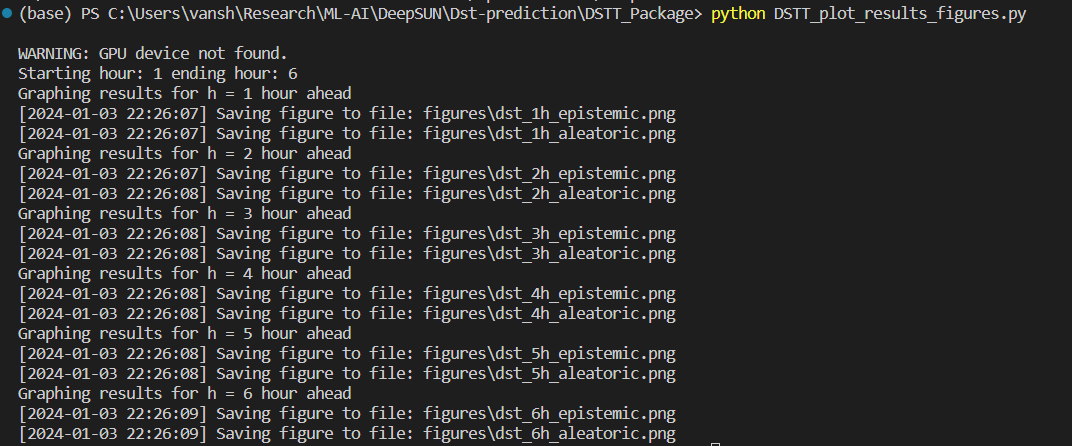 (base) PS C:\Users\vansh\Research\ML-AI\DeepSUN\Dst-prediction\DSTT_Package> python DSTT_plot_results_figures.py
WARNING: GPU device not found.
Starting hour: 1 ending hour: 6
Graphing results for h = 1 hour ahead
[2024-01-03 22:26:07] Saving figure to file: figures\dst_1h_epistemic.png
[2024-01-03 22:26:07] Saving figure to file: figures\dst_1h_aleatoric.png
Graphing results for h = 2 hour ahead
[2024-01-03 22:26:07] Saving figure to file: figures\dst_2h_epistemic.png
[2024-01-03 22:26:08] Saving figure to file: figures\dst_2h_aleatoric.png
Graphing results for h = 3 hour ahead
[2024-01-03 22:26:08] Saving figure to file: figures\dst_3h_epistemic.png
[2024-01-03 22:26:08] Saving figure to file: figures\dst_3h_aleatoric.png
Graphing results for h = 4 hour ahead
[2024-01-03 22:26:08] Saving figure to file: figures\dst_4h_epistemic.png
[2024-01-03 22:26:08] Saving figure to file: figures\dst_4h_aleatoric.png
Graphing results for h = 5 hour ahead
[2024-01-03 22:26:08] Saving figure to file: figures\dst_5h_epistemic.png
[2024-01-03 22:26:08] Saving figure to file: figures\dst_5h_aleatoric.png
Graphing results for h = 6 hour ahead
[2024-01-03 22:26:09] Saving figure to file: figures\dst_6h_epistemic.png
[2024-01-03 22:26:09] Saving figure to file: figures\dst_6h_aleatoric.png